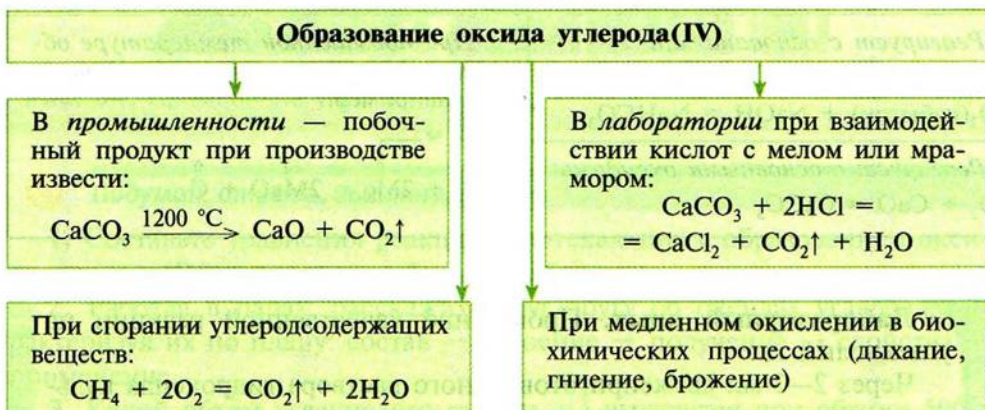 Образование оксида углерода(IV)
В промышленности — побоч-
ный продукт при производстве
извести:
CaCO₃ 1200 °C → CaO + CO₂↑
В лаборатории при взаимодей-
ствии кислот с мелом или мра-
мором:
CaCO₃ + 2HCl =
= CaCl₂ + CO₂↑ + H₂O
При сгорании углеродсодержащих
веществ:
CH₄ + 2O₂ = CO₂↑ + 2H₂O
При медленном окислении в био-
химических процессах (дыхание,
гниение, брожение)